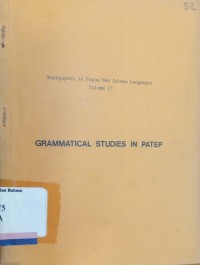 Workpapers in Papua New Guinea Languages
Volume 17
GRAMMATICAL STUDIES IN PATEP